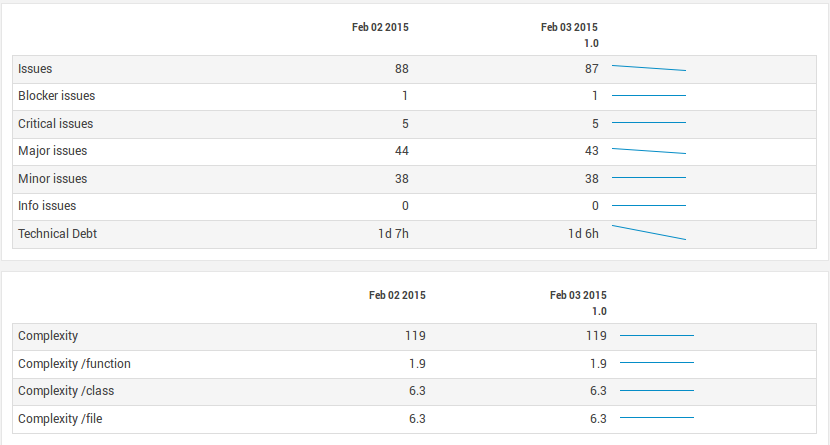 Feb 02 2015 Feb 03 2015
1.0
Issues 88 87
Blocker issues 1 1
Critical issues 5 5
Major issues 44 43
Minor issues 38 38
Info issues 0 0
Technical Debt 1d 7h 1d 6h
Feb 02 2015 Feb 03 2015
1.0
Complexity 119 119
Complexity /function 1.9 1.9
Complexity /class 6.3 6.3
Complexity /file 6.3 6.3